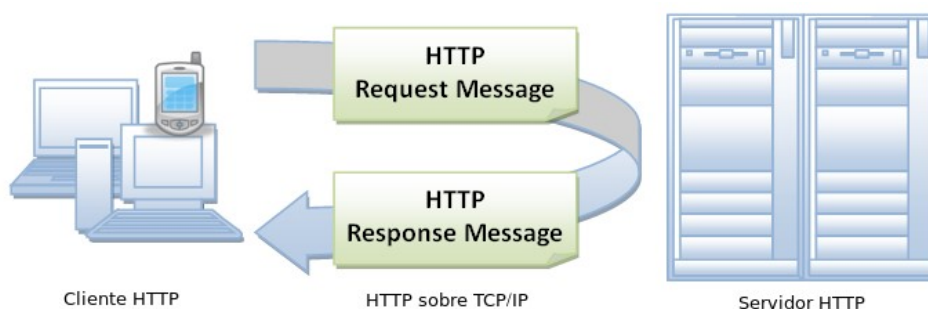 HTTP
Request Message
HTTP
Response Message
Cliente HTTP
HTTP sobre TCP/IP
Servidor HTTP